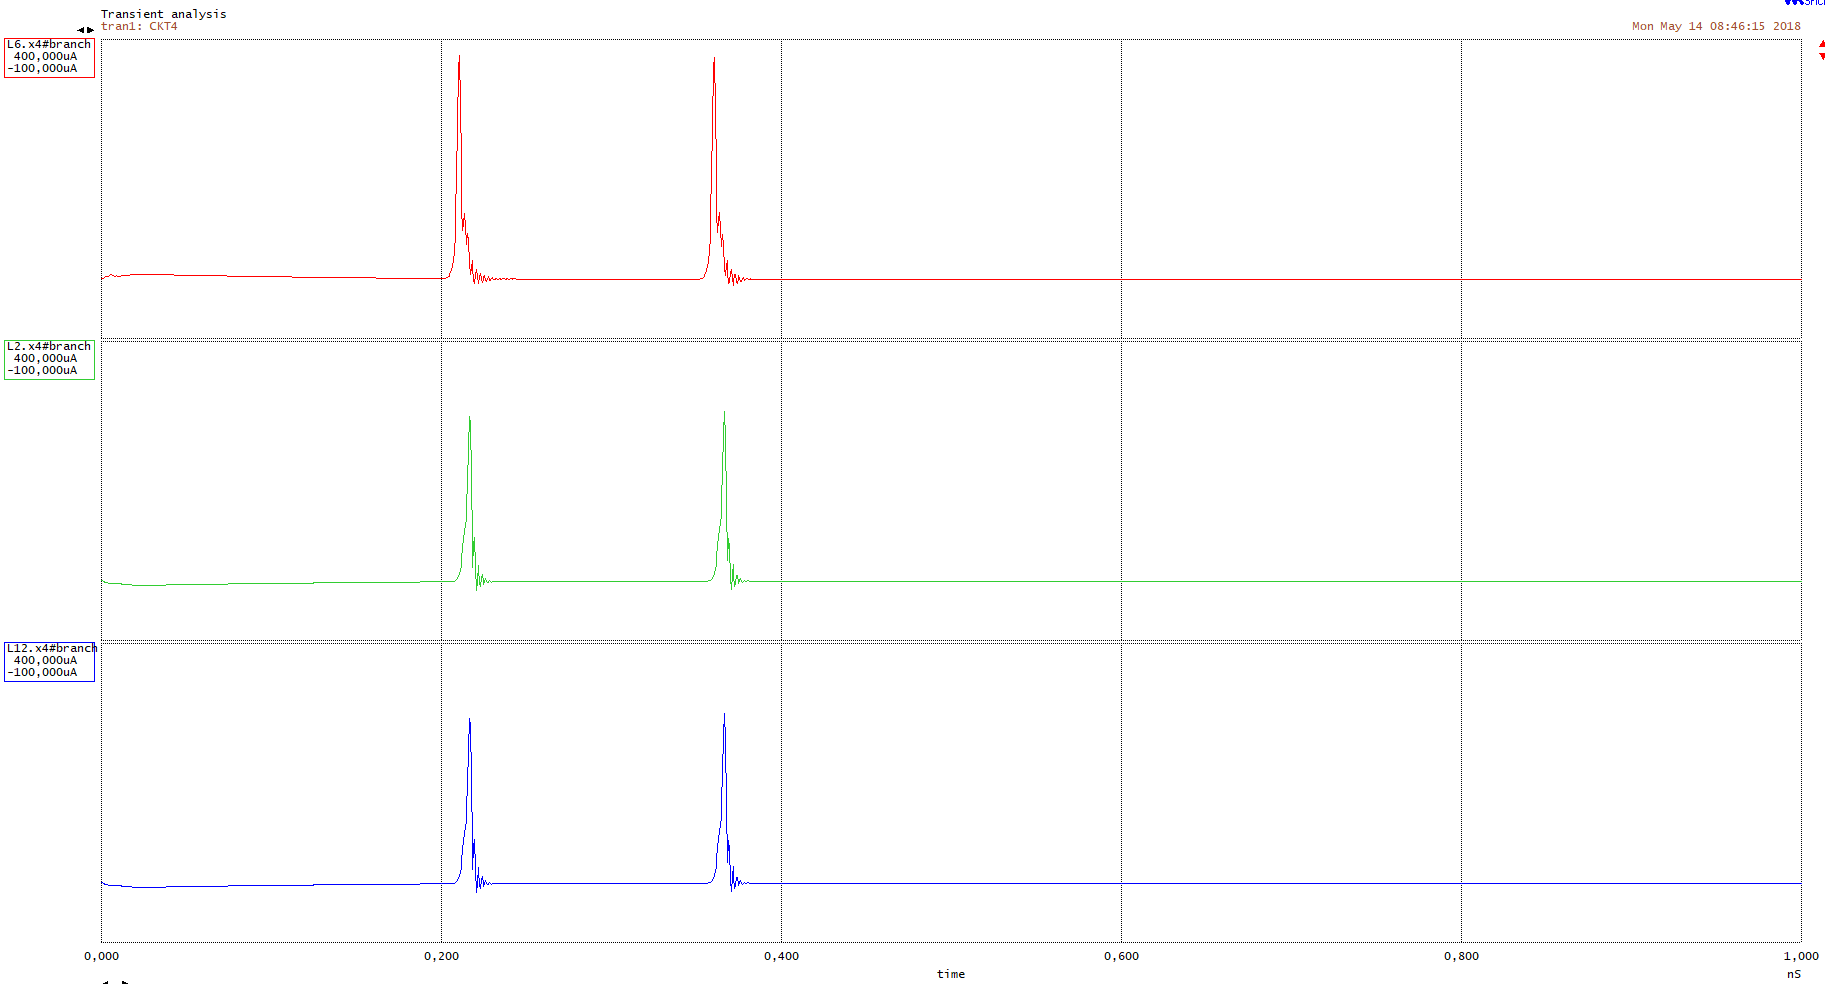 Transient analysis
tran1: CKT4
Mon May 14 08:46:15 2018
L6.x4#branch
400,000uA
-100,000uA
L2.x4#branch
400,000uA
-100,000uA
L12.x4#branch
400,000uA
-100,000uA
0,000 0,200 0,400 0,600 0,800 1,000
time nS